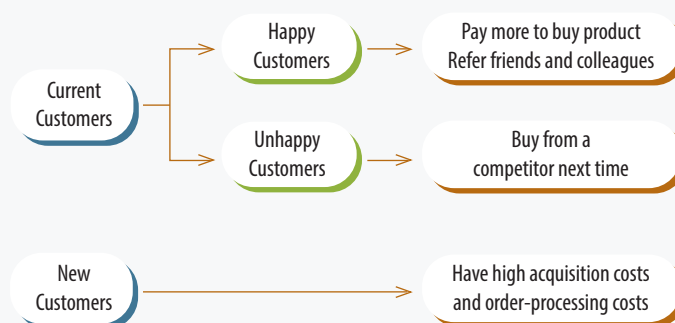 Happy
Customers
Pay more to buy product
Refer friends and colleagues
Current
Customers
Unhappy
Customers
Buy from a
competitor next time
New
Customers
Have high acquisition costs
and order-processing costs